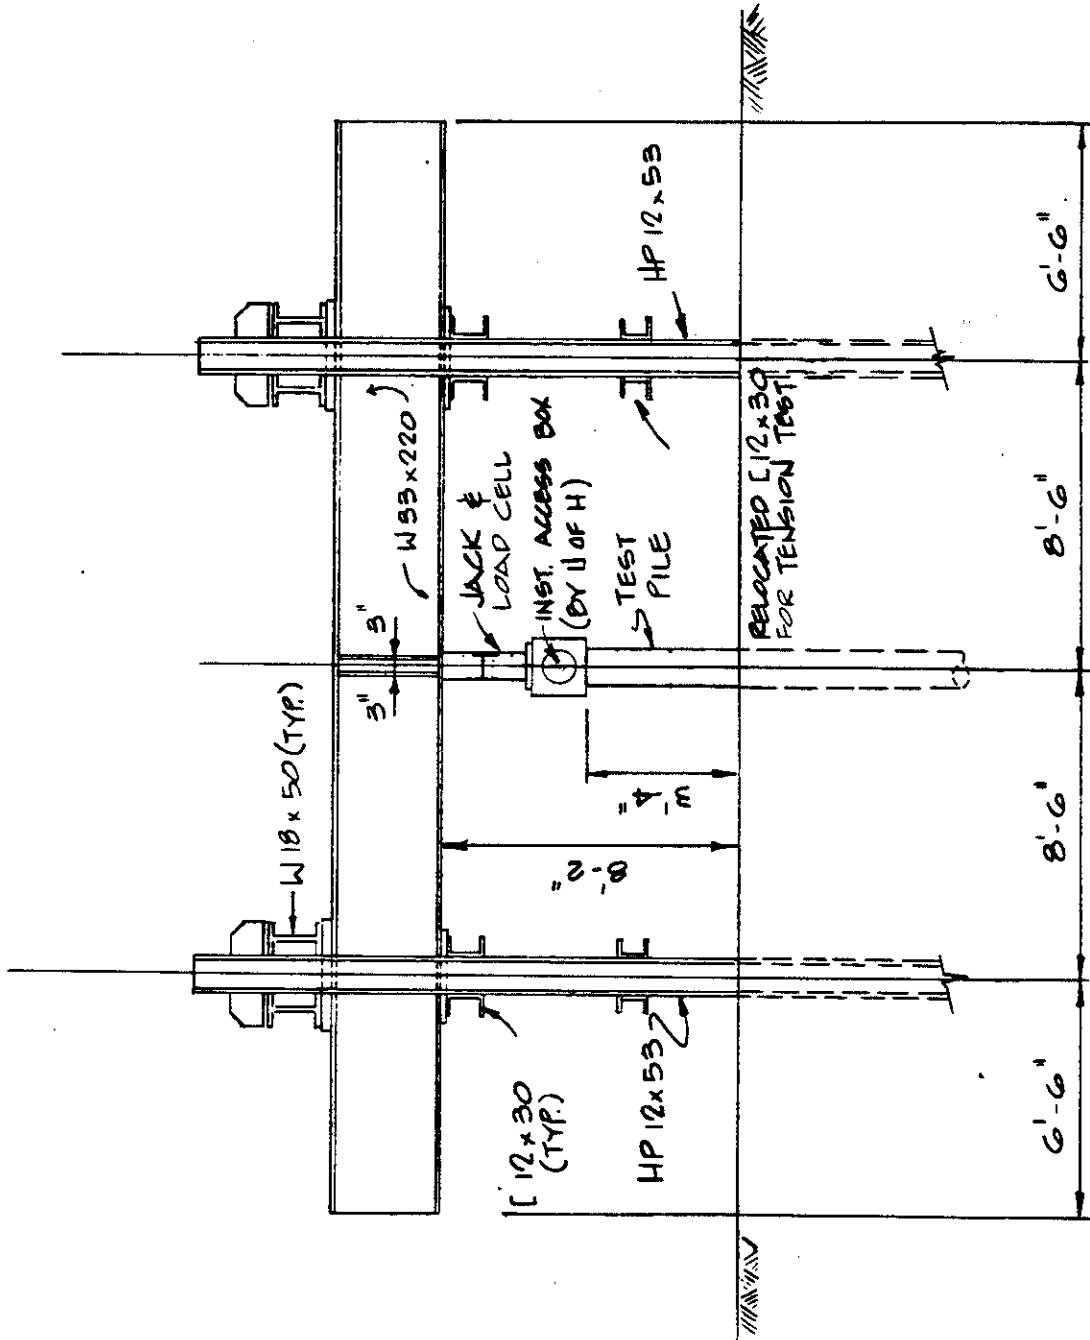 W 18 x 50 (TYP.)
3" 3"
W 33 x 220
JACK &
LOAD CELL
INST. ACCESS BOX
(BY U OF H)
TEST
PILE
HP 12 x 53
[ 12 x 30
(TYP.)
HP 12 x 53
8'-2"
3'-4"
RELOCATED [ 12 x 30
FOR TENSION TEST
6'-6" 8'-6" 8'-6" 6'-6"